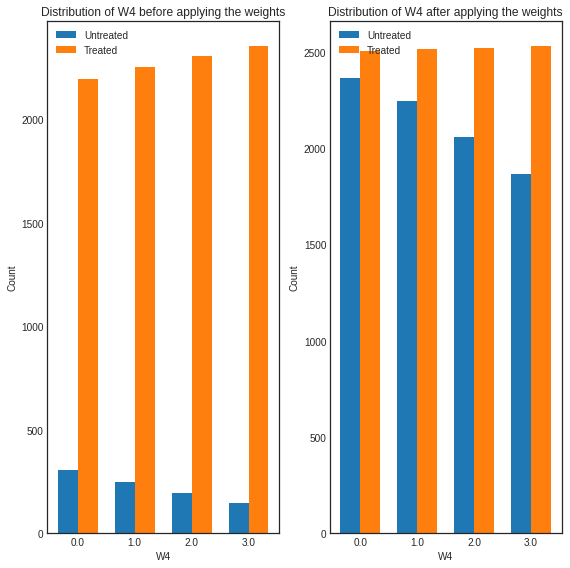 Distribution of W4 before applying the weights
Untreated
Treated
2000
1500
1000
500
0
Count
0.0 1.0 2.0 3.0
W4
Distribution of W4 after applying the weights
Untreated
Treated
2500
2000
1500
1000
500
0
Count
0.0 1.0 2.0 3.0
W4